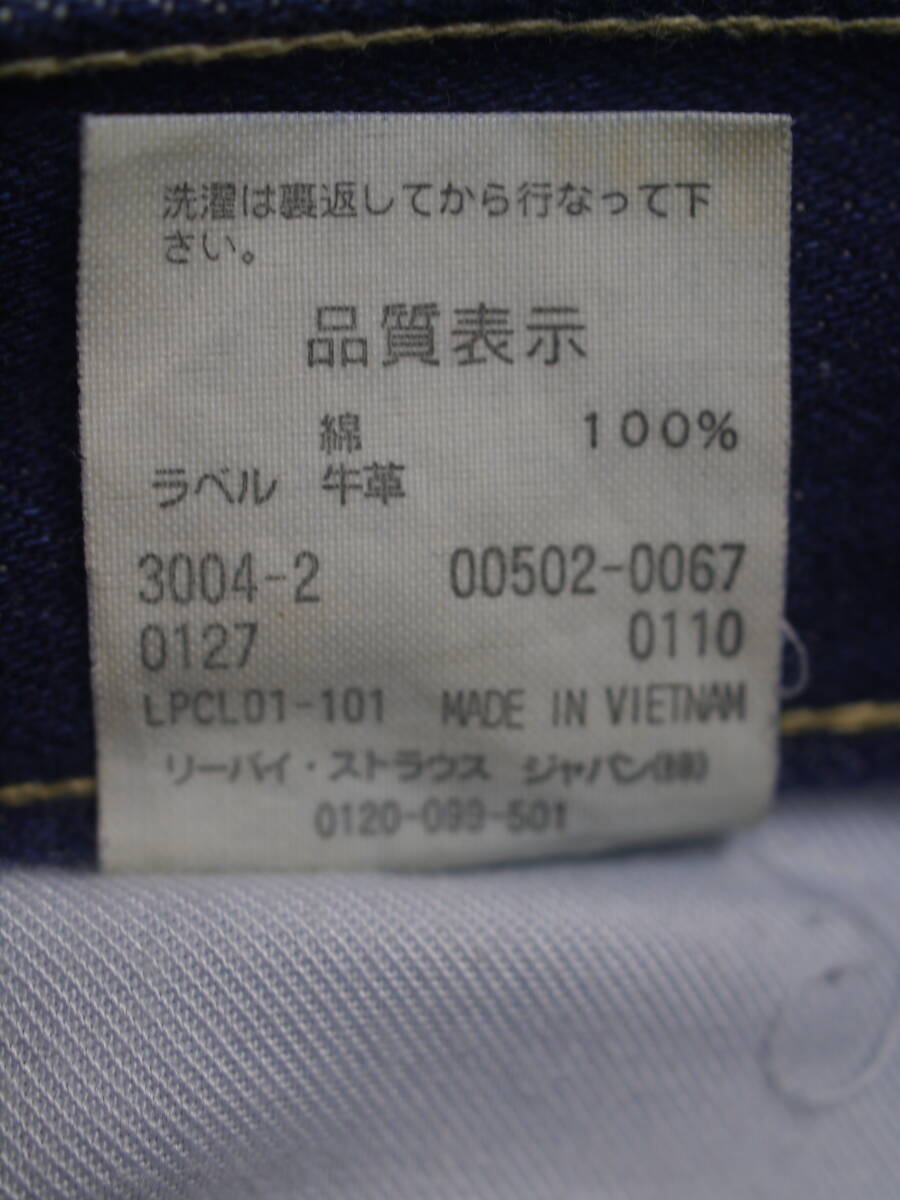 洗濯は裏返してから行なって下
さい。
品質表示
綿 100%
ラベル 牛革
3004-2 00502-0067
0127 0110
LPCL01-101 MADE IN VIETNAM
リーバイ・ストラウス ジャパン(株)
0120-099-501